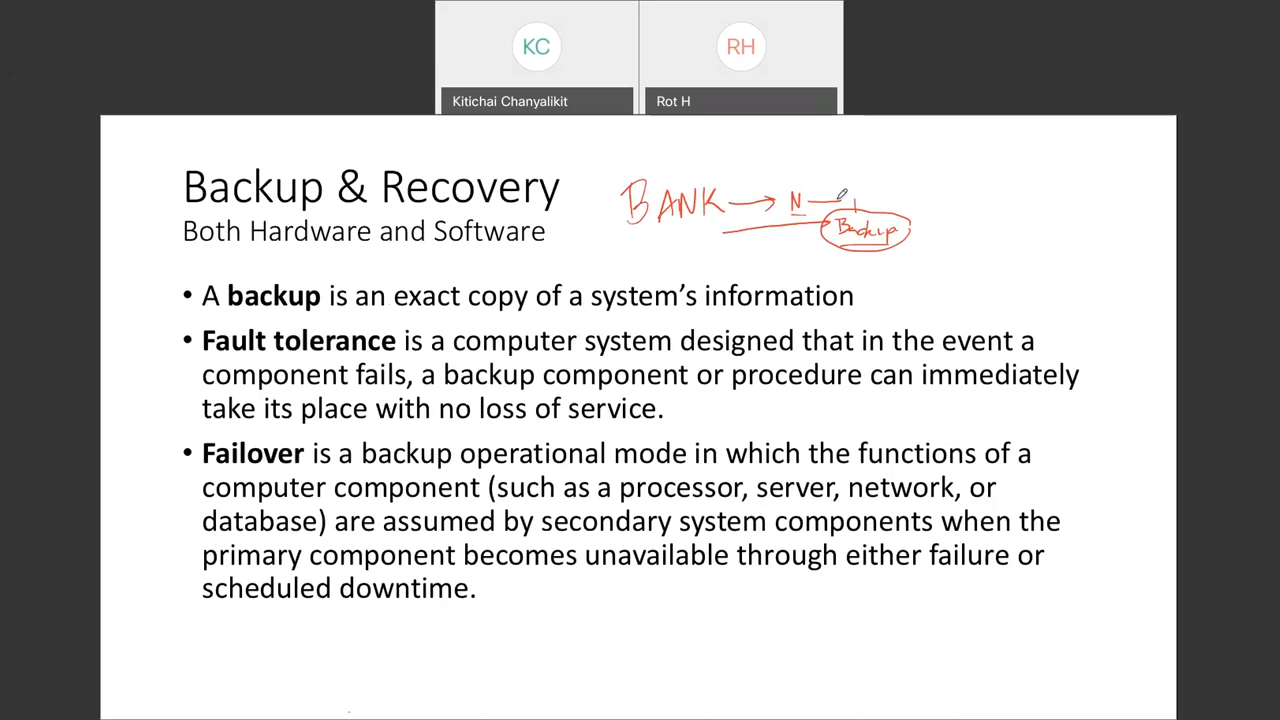 KC
RH
Kitichai Chanyalikit
Rot H
Backup & Recovery
BANK → N
Both Hardware and Software
Backup
• A backup is an exact copy of a system's information
• Fault tolerance is a computer system designed that in the event a
component fails, a backup component or procedure can immediately
take its place with no loss of service.
• Failover is a backup operational mode in which the functions of a
computer component (such as a processor, server, network, or
database) are assumed by secondary system components when the
primary component becomes unavailable through either failure or
scheduled downtime.